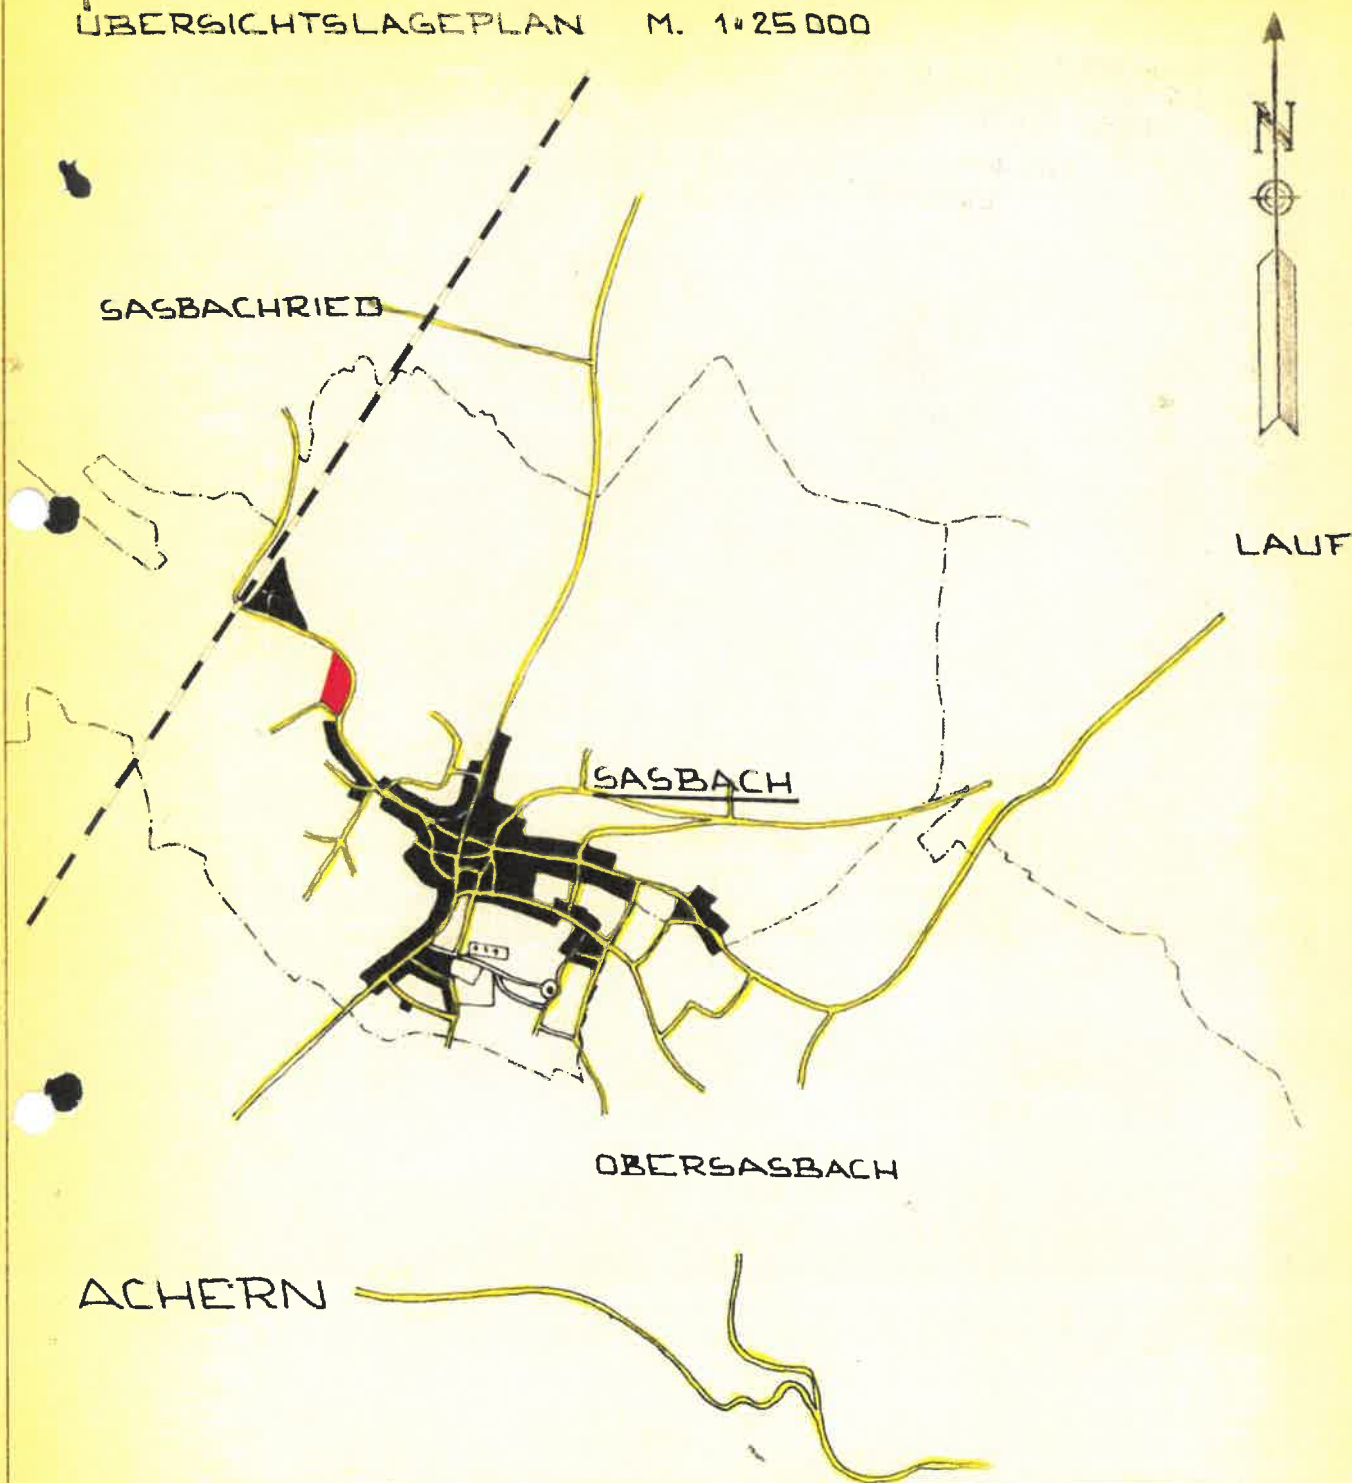 ÜBERSICHTSLAGEPLAN M. 1:25000
N
SASBACHRIED
LAUF
SASBACH
OBERSASBACH
ACHERN